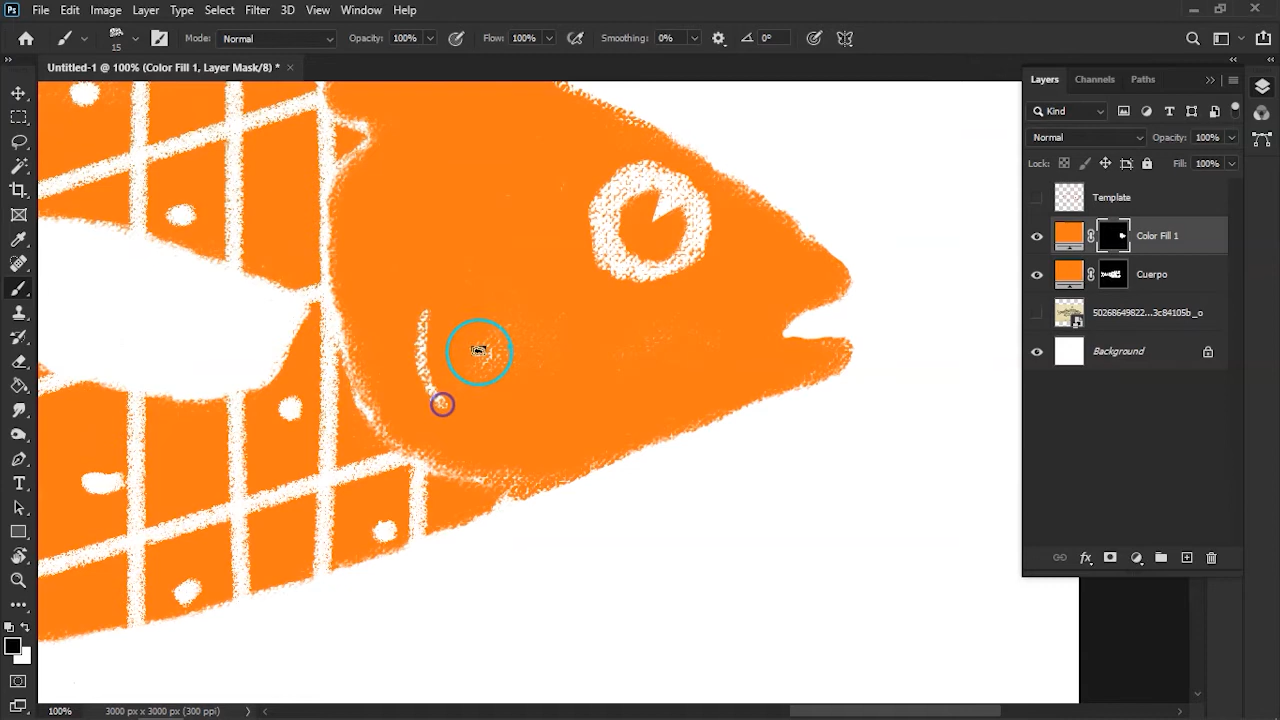 Ps File Edit Image Layer Type Select Filter 3D View Window Help
15 Mode: Normal Opacity: 100% Flow: 100% Smoothing: 0% 0°
Untitled-1 @ 100% (Color Fill 1, Layer Mask/8) *
Layers Channels Paths
Kind
Normal Opacity: 100%
Lock: Fill: 100%
Template
Color Fill 1
Cuerpo
50268649822...3c84105b_o
Background
fx
T
100% 3000 px x 3000 px (300 ppi)